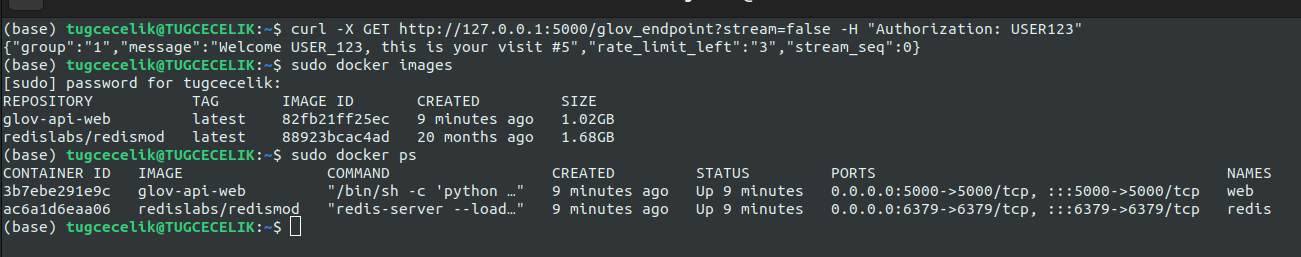 (base) tugcecelik@TUGCECELIK:~$ curl -X GET http://127.0.0.1:5000/glov_endpoint?stream=false -H "Authorization: USER123"
{"group":"1","message":"Welcome USER_123, this is your visit #5","rate_limit_left":"3","stream_seq":0}
(base) tugcecelik@TUGCECELIK:~$ sudo docker images
[sudo] password for tugcecelik:
REPOSITORY TAG IMAGE ID CREATED SIZE
glov-api-web latest 82fb21ff25ec 9 minutes ago 1.02GB
redislabs/redismod latest 88923bcac4ad 20 months ago 1.68GB
(base) tugcecelik@TUGCECELIK:~$ sudo docker ps
CONTAINER ID IMAGE COMMAND CREATED STATUS PORTS NAMES
3b7ebe291e9c glov-api-web "/bin/sh -c 'python …" 9 minutes ago Up 9 minutes 0.0.0.0:5000->5000/tcp, :::5000->5000/tcp web
ac6a1d6eaa06 redislabs/redismod "redis-server --load…" 9 minutes ago Up 9 minutes 0.0.0.0:6379->6379/tcp, :::6379->6379/tcp redis
(base) tugcecelik@TUGCECELIK:~$